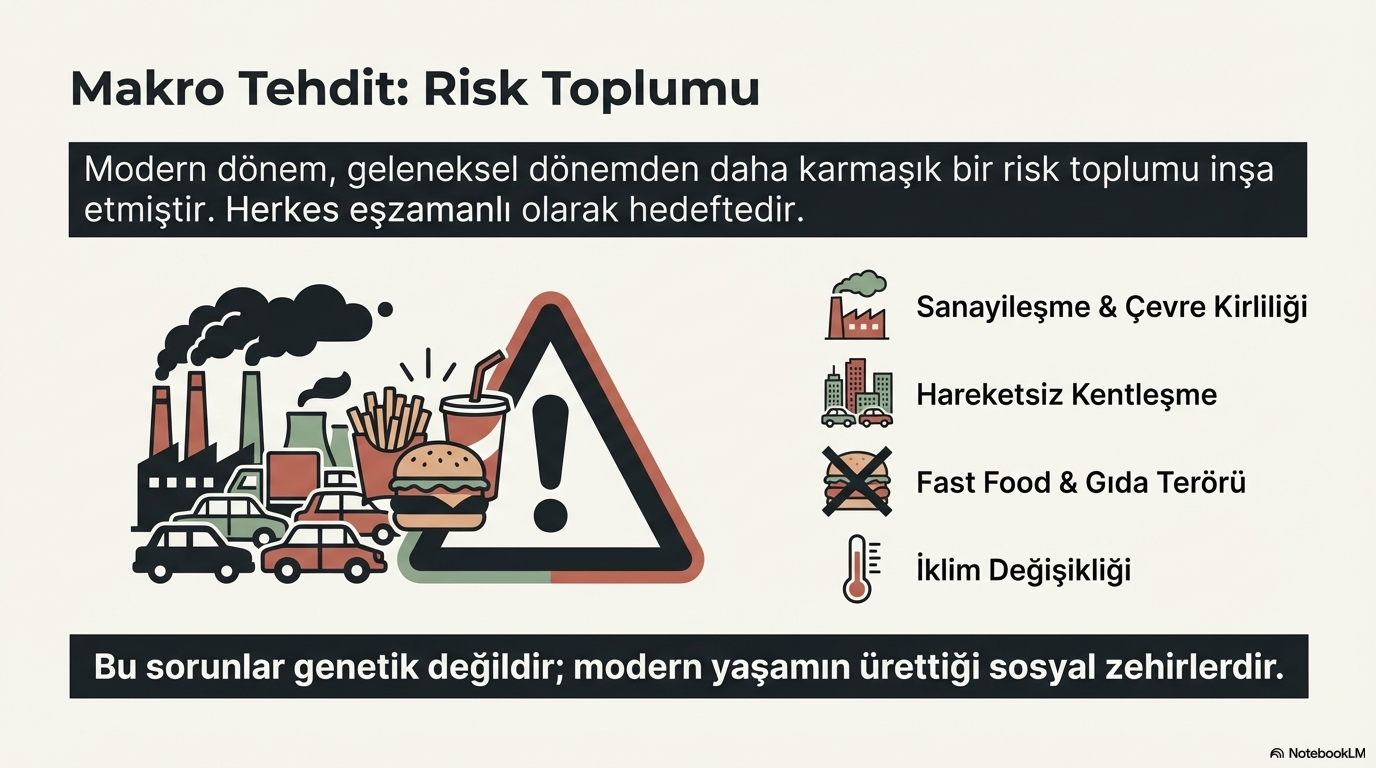 Makro Tehdit: Risk Toplumu
Modern dönem, geleneksel dönemden daha karmaşık bir risk toplumu inşa
etmiştir. Herkes eşzamanlı olarak hedeftedir.
Sanayileşme & Çevre Kirliliği
Hareketsiz Kentleşme
Fast Food & Gıda Terörü
İklim Değişikliği
Bu sorunlar genetik değildir; modern yaşamın ürettiği sosyal zehirlerdir.
NotebookLM